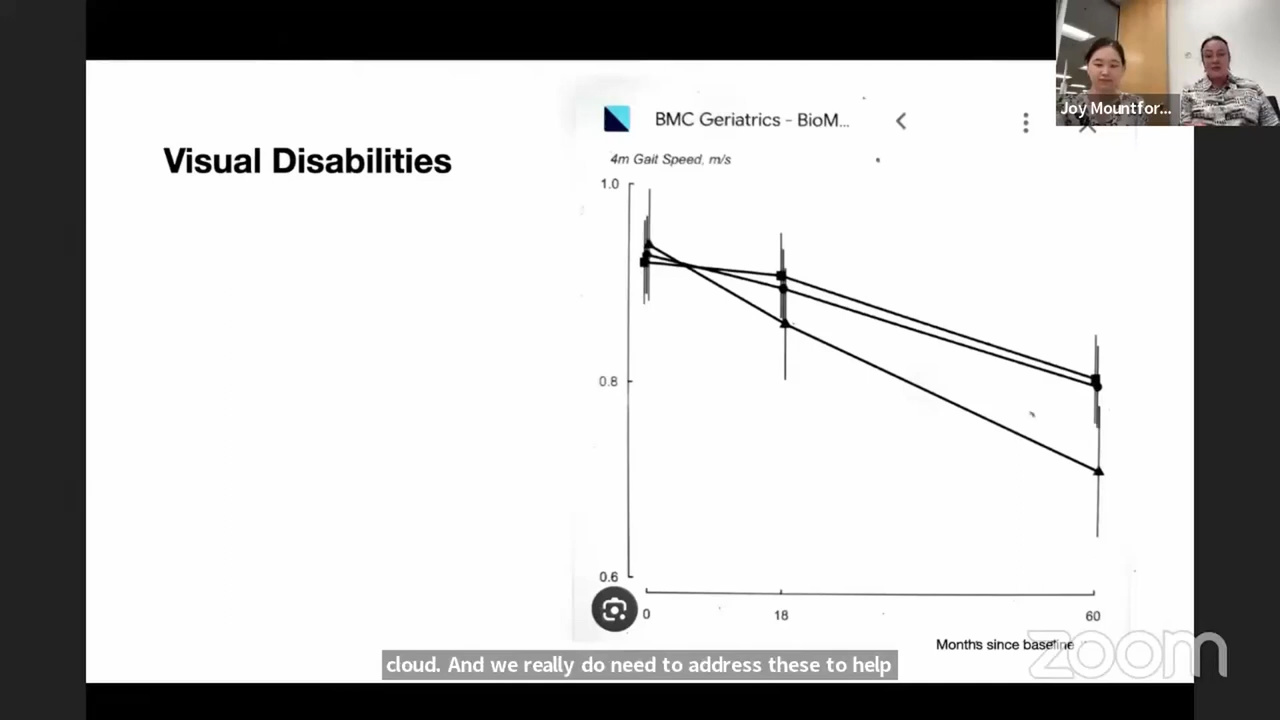 Joy Mountfor...
Visual Disabilities
BMC Geriatrics - BioM...
4m Gait Speed, m/s
1.0
0.8
0.6
0
18
60
Months since baseline
zoom
cloud. And we really do need to address these to help